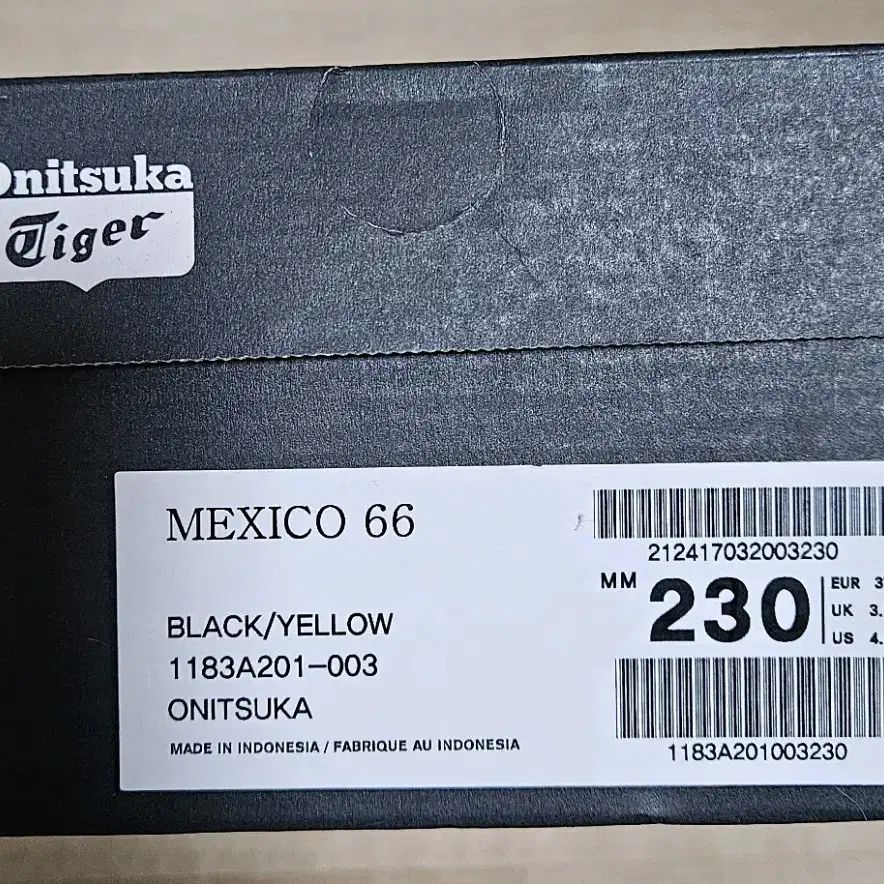 Onitsuka
Tiger
MEXICO 66
BLACK/YELLOW
1183A201-003
ONITSUKA
MADE IN INDONESIA / FABRIQUE AU INDONESIA
212417032003230
MM 230
EUR
UK
US
1183A201003230